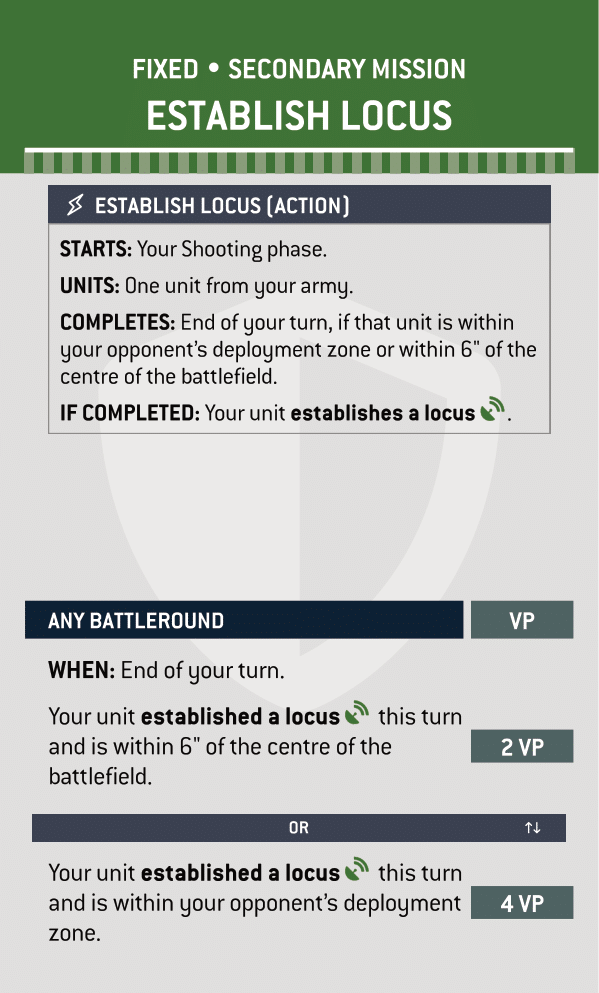 FIXED • SECONDARY MISSION
ESTABLISH LOCUS
ESTABLISH LOCUS (ACTION)
STARTS: Your Shooting phase.
UNITS: One unit from your army.
COMPLETES: End of your turn, if that unit is within
your opponent's deployment zone or within 6" of the
centre of the battlefield.
IF COMPLETED: Your unit establishes a locus .
ANY BATTLEROUND
VP
WHEN: End of your turn.
Your unit established a locus this turn
and is within 6" of the centre of the
battlefield.
2 VP
OR ↑↓
Your unit established a locus this turn
and is within your opponent's deployment
zone.
4 VP